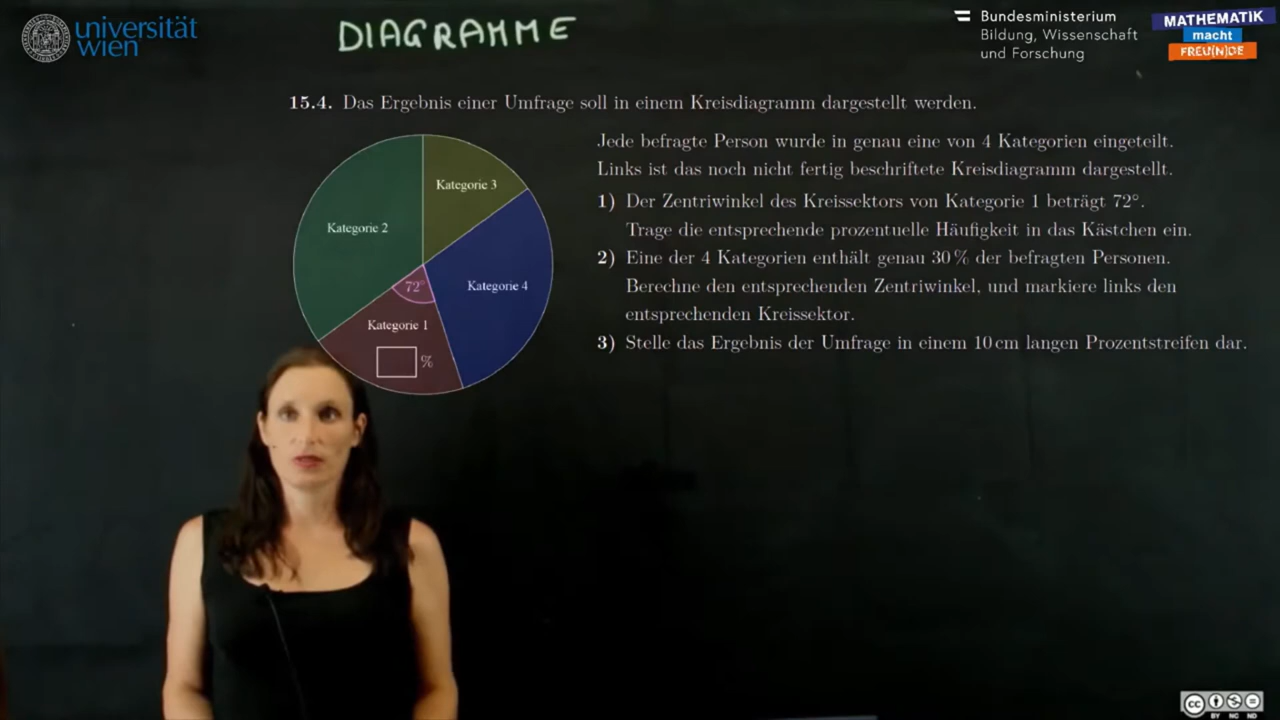 universität
wien
DIAGRAMME
Bundesministerium
Bildung, Wissenschaft
und Forschung
MATHEMATIK
macht
FREU(N)DE
15.4. Das Ergebnis einer Umfrage soll in einem Kreisdiagramm dargestellt werden.
Kategorie 3
Kategorie 2
Kategorie 4
72°
Kategorie 1
%
Jede befragte Person wurde in genau eine von 4 Kategorien eingeteilt.
Links ist das noch nicht fertig beschriftete Kreisdiagramm dargestellt.
1) Der Zentriwinkel des Kreissektors von Kategorie 1 beträgt 72°.
Trage die entsprechende prozentuelle Häufigkeit in das Kästchen ein.
2) Eine der 4 Kategorien enthält genau 30 % der befragten Personen.
Berechne den entsprechenden Zentriwinkel, und markiere links den
entsprechenden Kreissektor.
3) Stelle das Ergebnis der Umfrage in einem 10 cm langen Prozentstreifen dar.
cc
BY NC ND